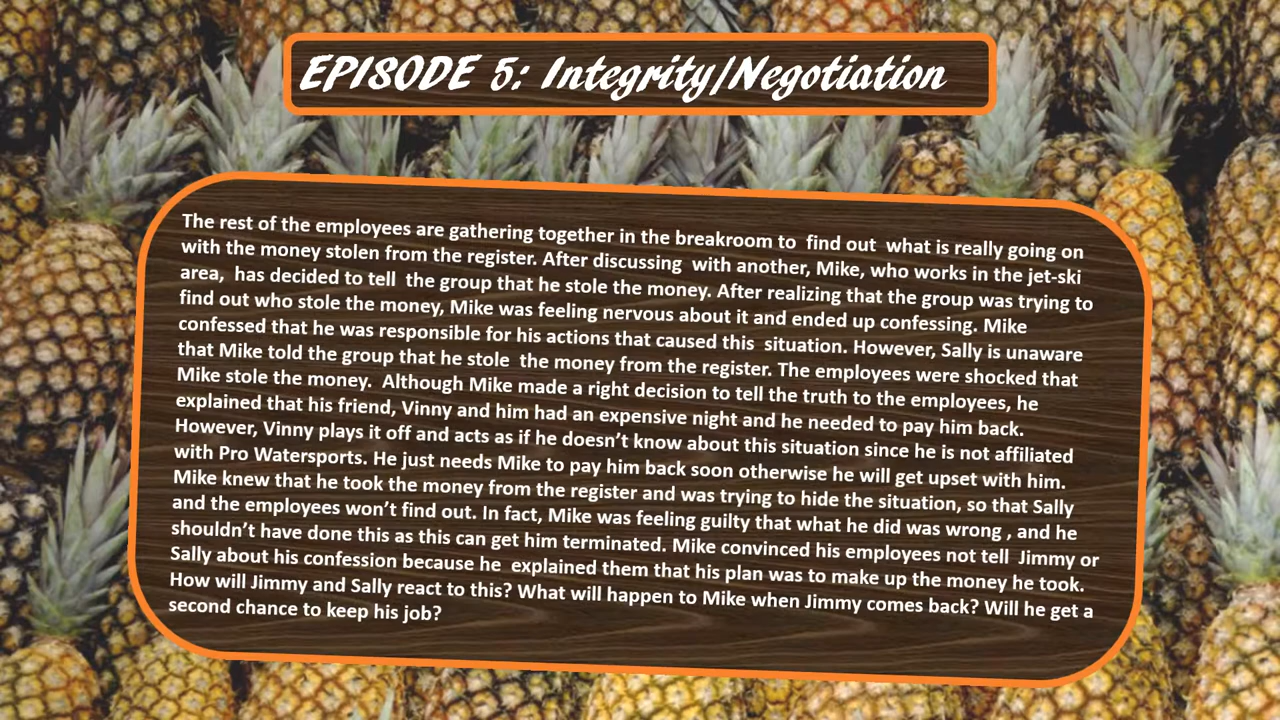 EPISODE 5: Integrity/Negotiation
The rest of the employees are gathering together in the breakroom to find out what is really going on
with the money stolen from the register. After discussing with another, Mike, who works in the jet-ski
area, has decided to tell the group that he stole the money. After realizing that the group was trying to
find out who stole the money, Mike was feeling nervous about it and ended up confessing. Mike
confessed that he was responsible for his actions that caused this situation. However, Sally is unaware
that Mike told the group that he stole the money from the register. The employees were shocked that
Mike stole the money. Although Mike made a right decision to tell the truth to the employees, he
explained that his friend, Vinny and him had an expensive night and he needed to pay him back.
However, Vinny plays it off and acts as if he doesn’t know about this situation since he is not affiliated
with Pro Watersports. He just needs Mike to pay him back soon otherwise he will get upset with him.
Mike knew that he took the money from the register and was trying to hide the situation, so that Sally
and the employees won’t find out. In fact, Mike was feeling guilty that what he did was wrong , and he
shouldn’t have done this as this can get him terminated. Mike convinced his employees not tell Jimmy or
Sally about his confession because he explained them that his plan was to make up the money he took.
How will Jimmy and Sally react to this? What will happen to Mike when Jimmy comes back? Will he get a
second chance to keep his job?